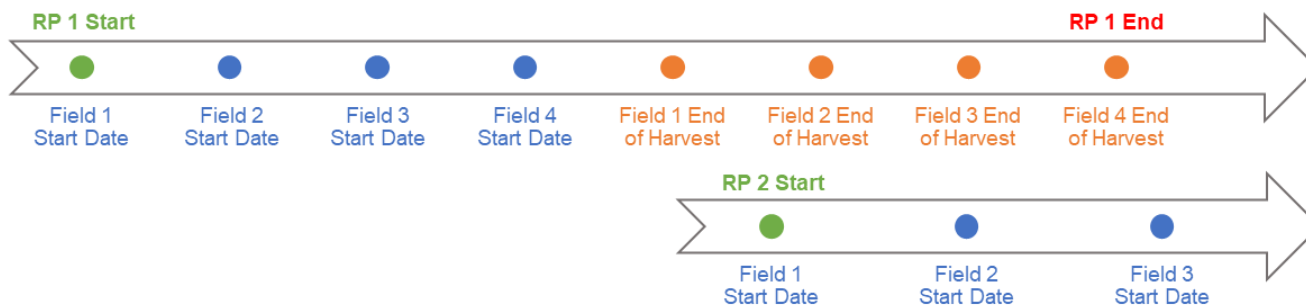 RP 1 Start
RP 1 End
Field 1
Start Date
Field 2
Start Date
Field 3
Start Date
Field 4
Start Date
Field 1 End
of Harvest
Field 2 End
of Harvest
Field 3 End
of Harvest
Field 4 End
of Harvest
RP 2 Start
Field 1
Start Date
Field 2
Start Date
Field 3
Start Date